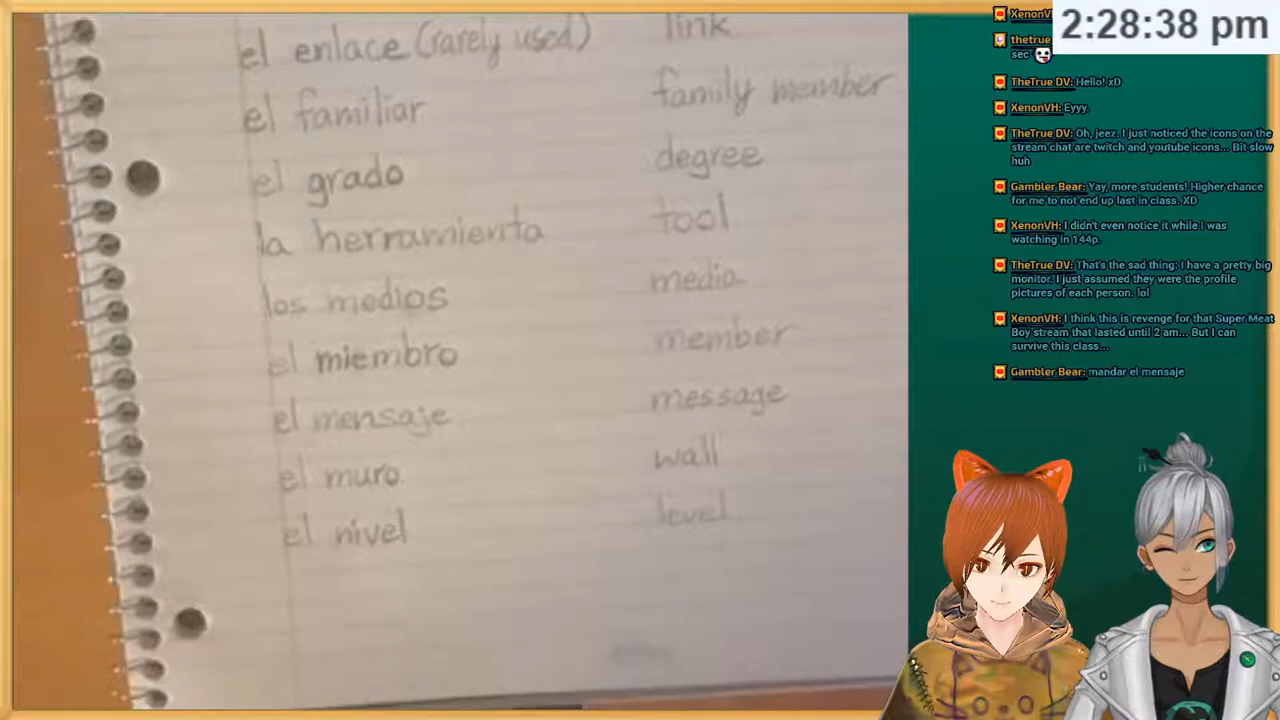 2:28:38 pm
el enlace (rarely used) link
el familiar family member
el grado degree
la herramienta tool
los medios media
el miembro member
el mensaje message
el muro wall
el nivel level
XenonV
thetrue
sec
TheTrue DV: Hello! xD
XenonVH: Eyyy.
TheTrue DV: Oh, jeez. I just noticed the icons on the
stream chat are twitch and youtube icons... Bit slow
huh
Gambler Bear: Yay, more students! Higher chance
for me to not end up last in class. XD
XenonVH: I didn't even notice it while I was
watching in 144p.
TheTrue DV: That's the sad thing: I have a pretty big
monitor. I just assumed they were the profile
pictures of each person. lol
XenonVH: I think this is revenge for that Super Meat
Boy stream that lasted until 2 am... But I can
survive this class...
Gambler Bear: mandar el mensaje